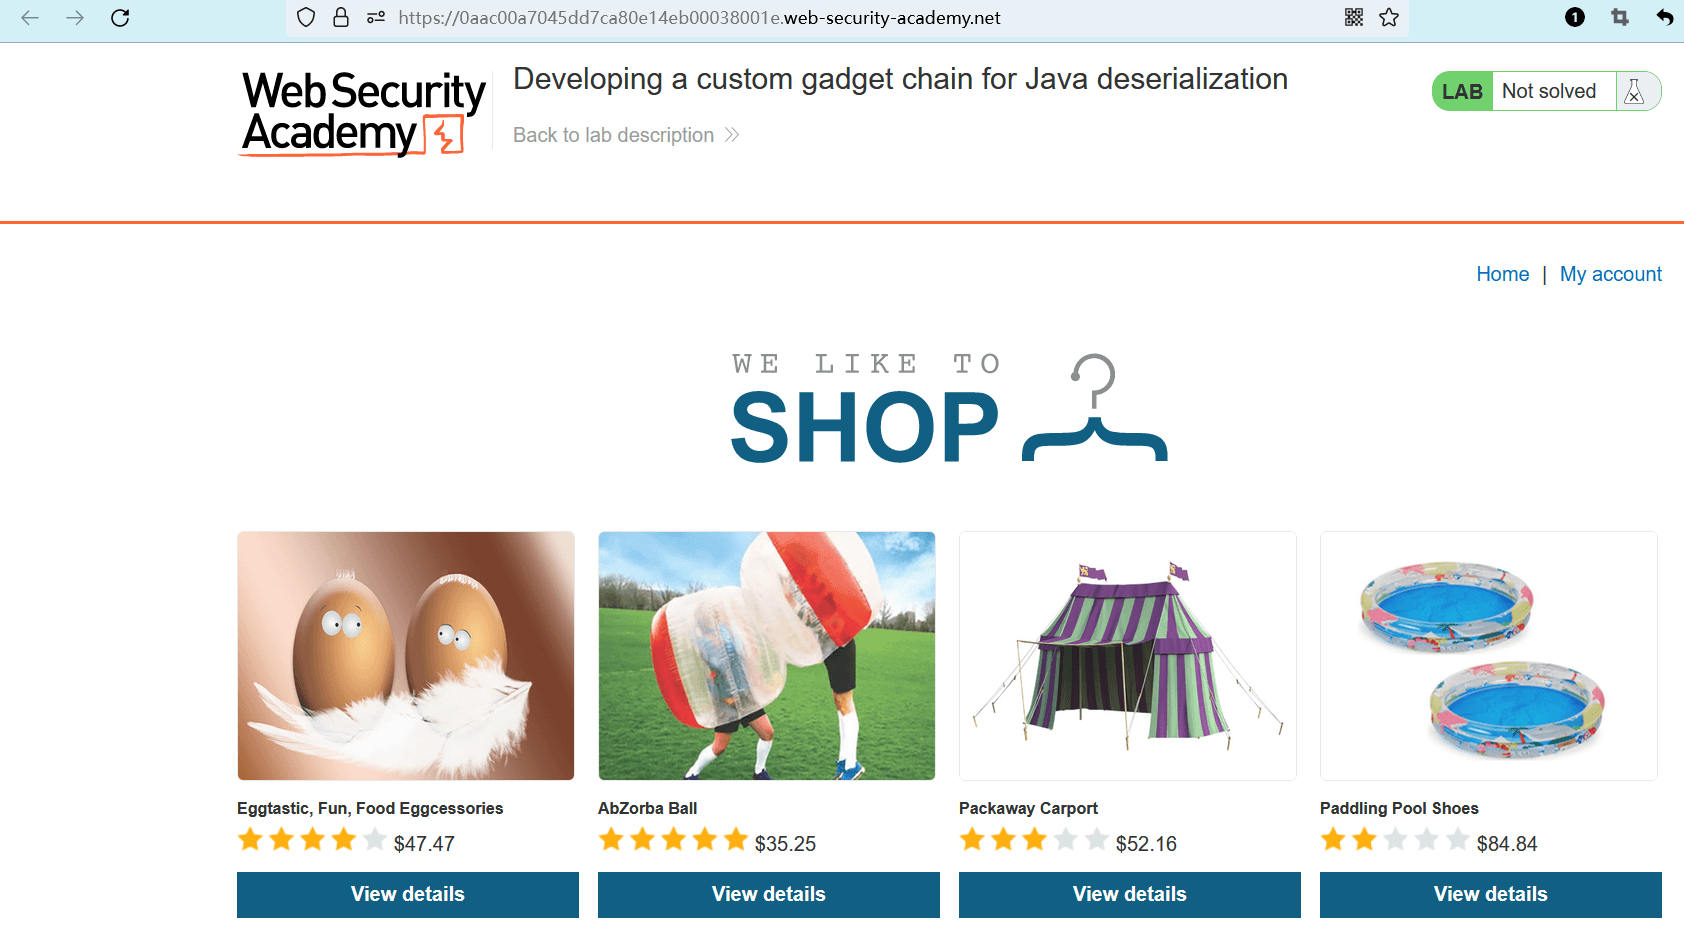 https://0aac00a7045dd7ca80e14eb00038001e.web-security-academy.net
1
Web Security
Academy
Developing a custom gadget chain for Java deserialization
Back to lab description
LAB Not solved
Home | My account
WE LIKE TO
SHOP
Eggtastic, Fun, Food Eggcessories
$47.47
View details
AbZorba Ball
$35.25
View details
Packaway Carport
$52.16
View details
Paddling Pool Shoes
$84.84
View details